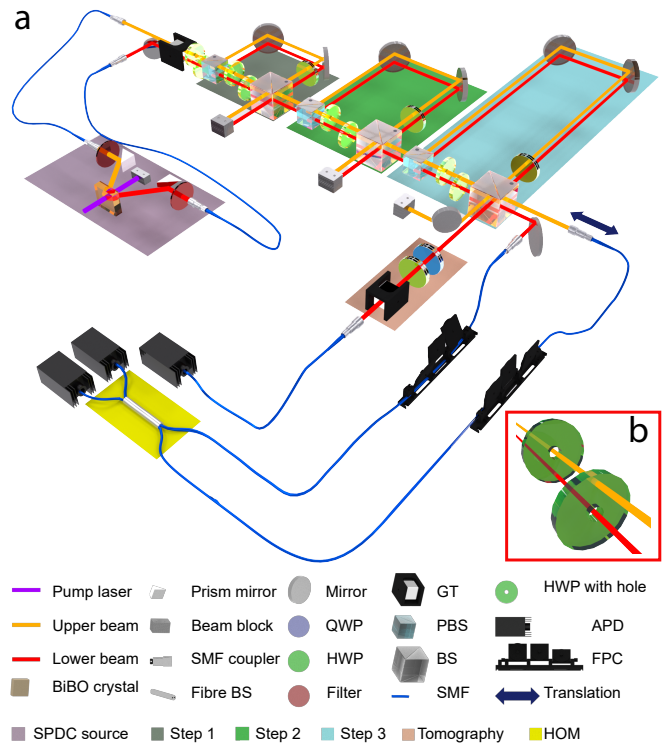 a
b
Pump laser Prism mirror Mirror GT HWP with hole
Upper beam Beam block QWP PBS APD
Lower beam SMF coupler HWP BS FPC
BiBO crystal Fibre BS Filter SMF Translation
SPDC source Step 1 Step 2 Step 3 Tomography HOM